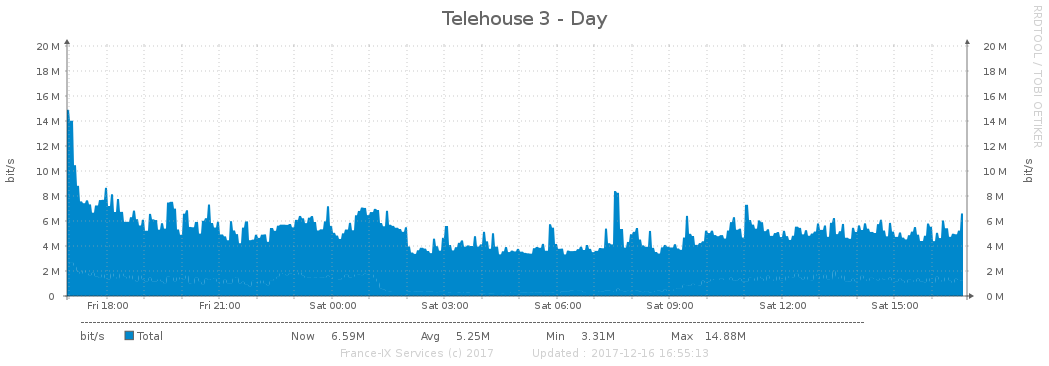 Telehouse 3 - Day
RRDTOOL / TOBI OETIKER
bit/s
20 M
18 M
16 M
14 M
12 M
10 M
8 M
6 M
4 M
2 M
0
20 M
18 M
16 M
14 M
12 M
10 M
8 M
6 M
4 M
2 M
0 M
bit/s
Fri 18:00 Fri 21:00 Sat 00:00 Sat 03:00 Sat 06:00 Sat 09:00 Sat 12:00 Sat 15:00
bit/s Total Now 6.59M Avg 5.25M Min 3.31M Max 14.88M
France-IX Services (c) 2017 Updated : 2017-12-16 16:55:13